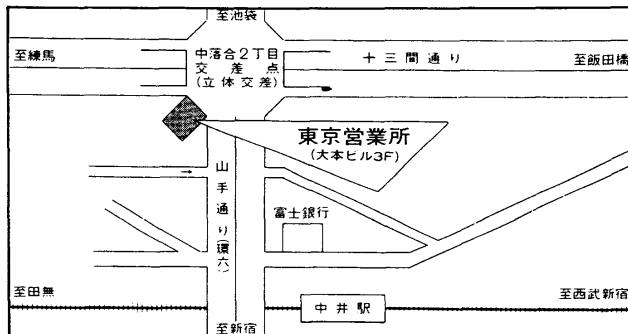 至池袋
至練馬
中落合2丁目
交差点
(立体交差)
十三間通り
至飯田橋
東京営業所
(大本ビル3F)
山手通り(環六)
富士銀行
至田無
中井駅
至西武新宿
至新宿